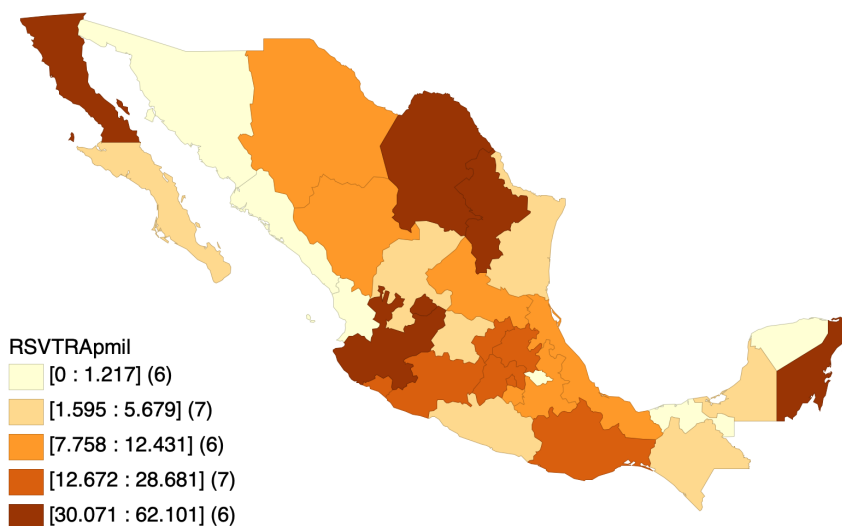 RSVTRApmil
[0 : 1.217] (6)
[1.595 : 5.679] (7)
[7.758 : 12.431] (6)
[12.672 : 28.681] (7)
[30.071 : 62.101] (6)